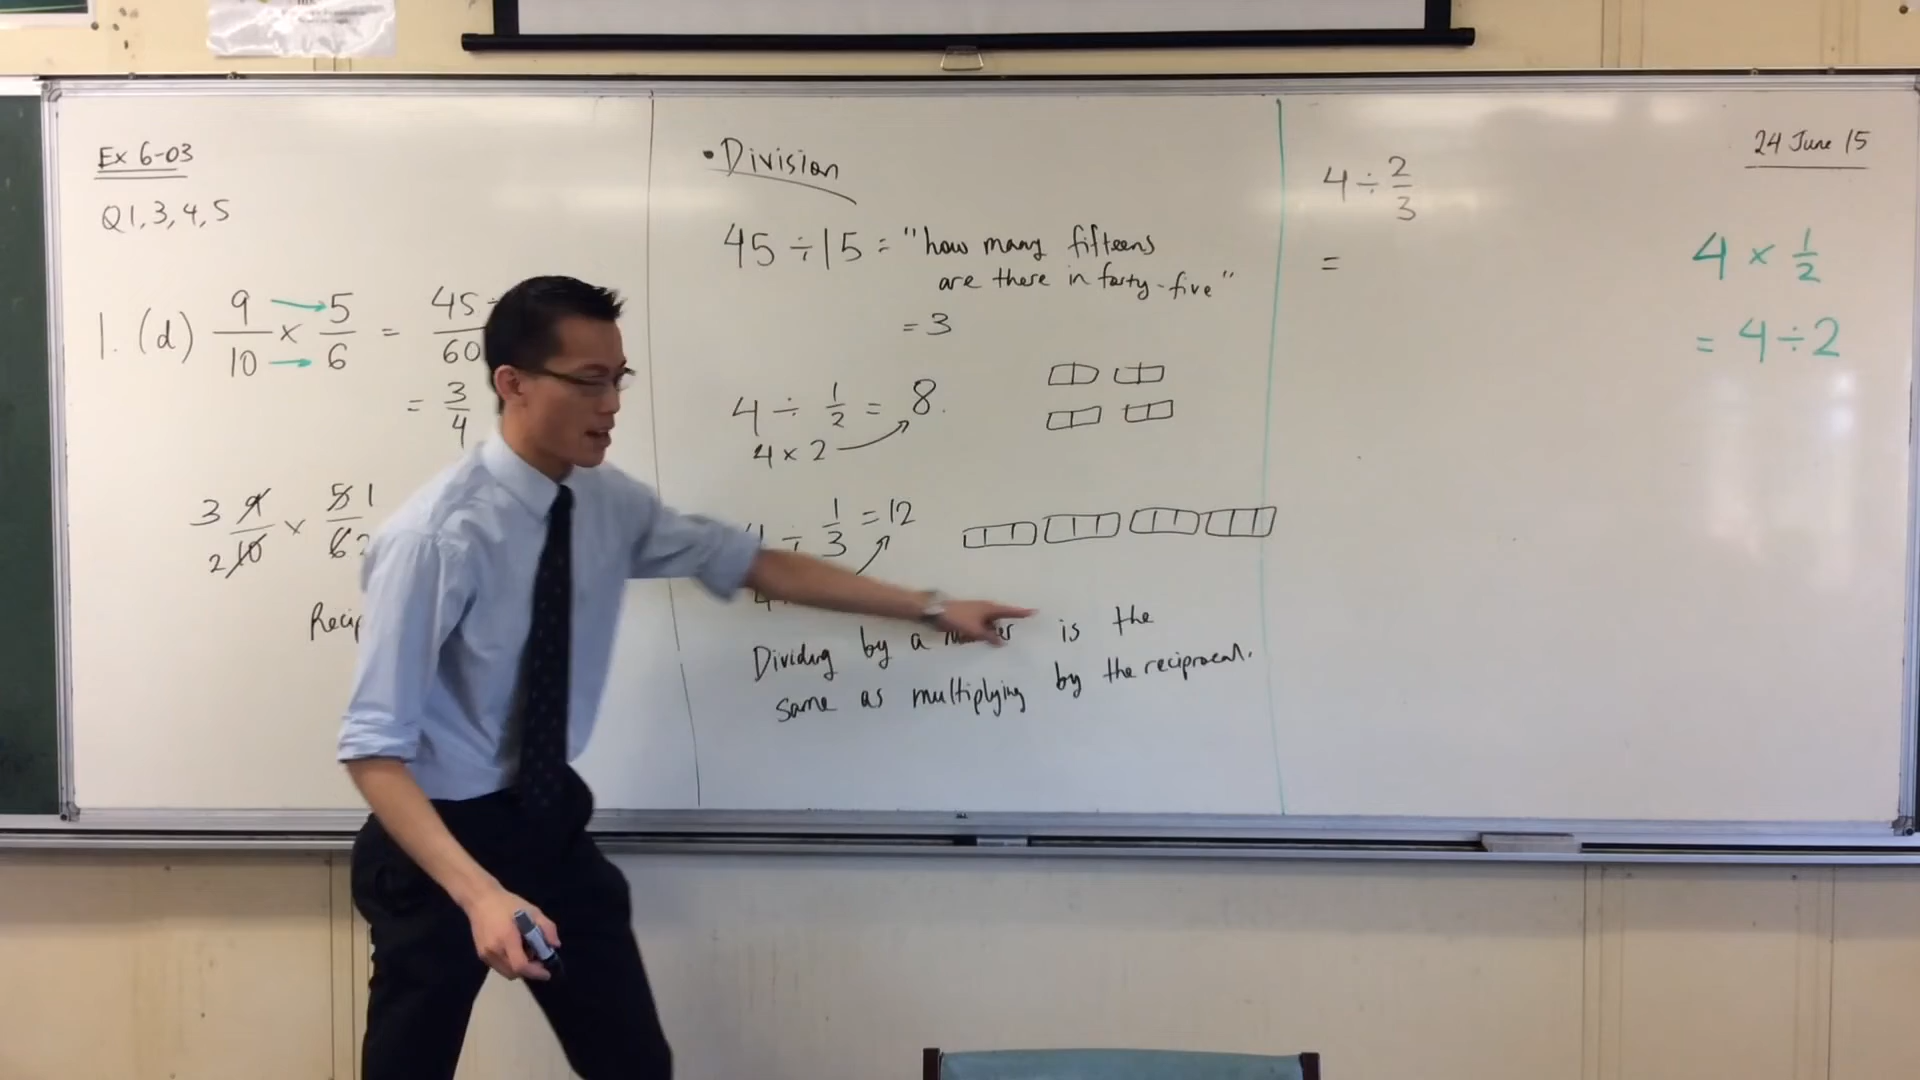 Ex 6-03
Q1, 3, 4, 5
1. (d) 9/10 × 5/6 = 45 / 60
= 3/4
3 9 / 2 10 × 5 1 / 6 2
• Division
45 ÷ 15 = "how many fifteens
are there in forty-five"
= 3
4 ÷ 1/2 = 8.
4 × 2
4 ÷ 1/3 = 12
4
Dividing by a is the
same as multiplying by the reciprocal.
24 June 15
4 ÷ 2/3
=
4 × 1/2
= 4 ÷ 2